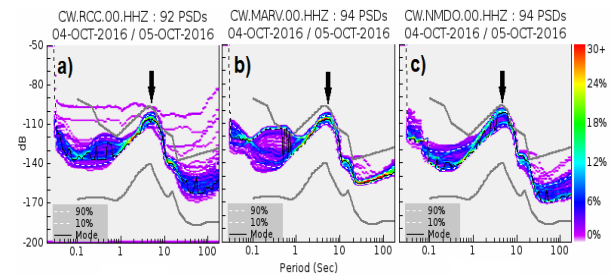 CW.RCC.00.HHZ : 92 PSDs
04-OCT-2016 / 05-OCT-2016
CW.MARV.00.HHZ : 94 PSDs
04-OCT-2016 / 05-OCT-2016
CW.NMDO.00.HHZ : 94 PSDs
04-OCT-2016 / 05-OCT-2016
a)
b)
c)
-50
-80
-110
-140
-170
-200
dB
90%
10%
Mode
90%
10%
Mode
90%
10%
Mode
0.1 1 10 100
0.1 1 10 100
0.1 1 10 100
Period (Sec)
30+
24%
18%
12%
6%
0%